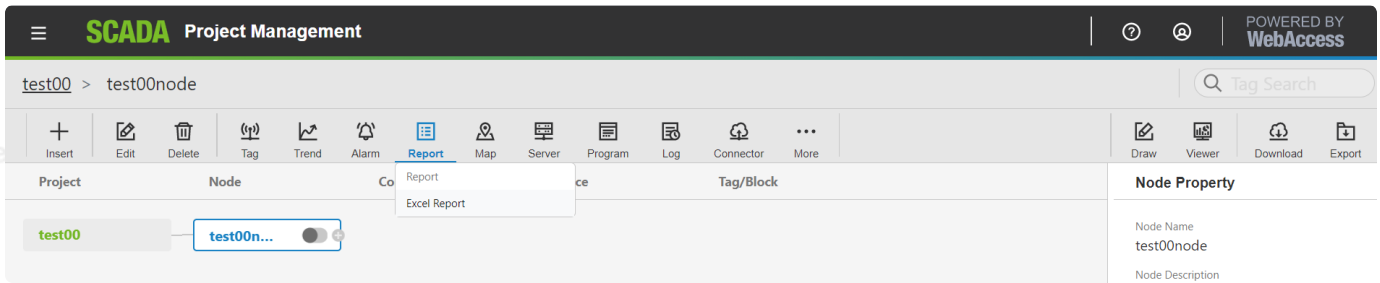 SCADA Project Management
POWERED BY
WebAccess
test00 > test00node
Tag Search
Insert Edit Delete Tag Trend Alarm Report Map Server Program Log Connector More Draw Viewer Download Export
Report
Excel Report
Project Node Co ce Tag/Block
Node Property
test00 test00n...
Node Name
test00node
Node Description